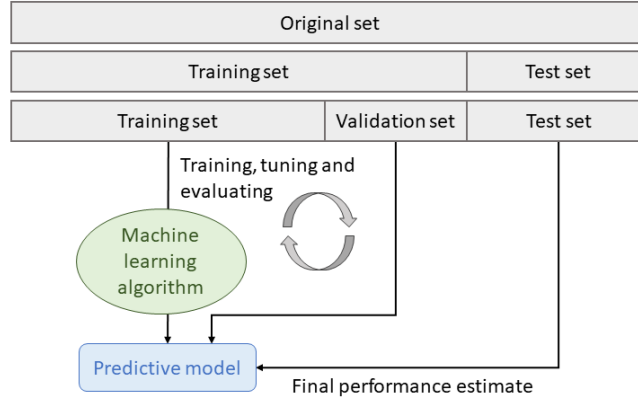 Original set
Training set
Test set
Training set
Validation set
Test set
Training, tuning and
evaluating
Machine
learning
algorithm
Predictive model
Final performance estimate